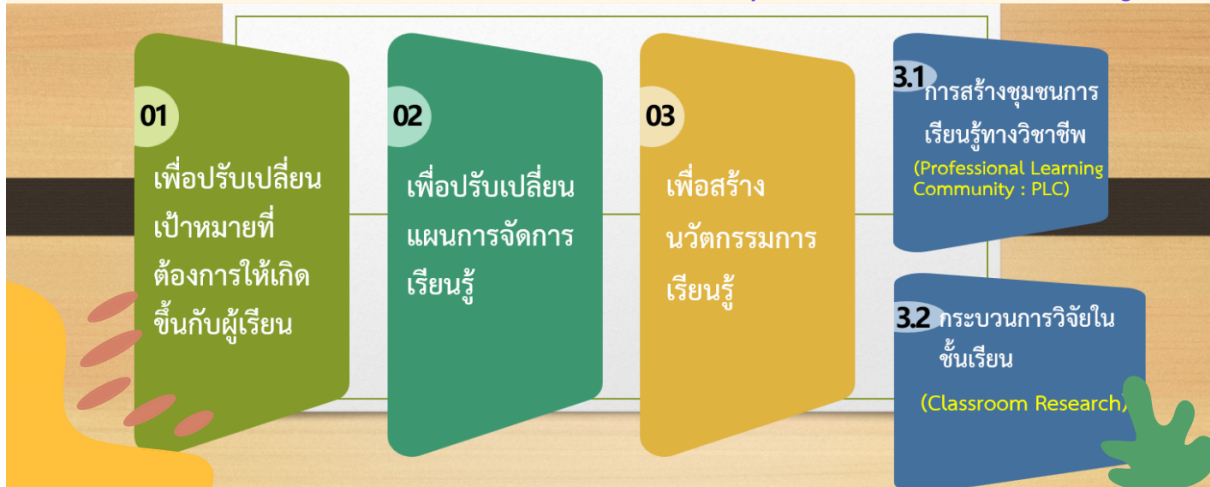 01
เพื่อปรับเปลี่ยน
เป้าหมายที่
ต้องการให้เกิด
ขึ้นกับผู้เรียน
02
เพื่อปรับเปลี่ยน
แผนการจัดการ
เรียนรู้
03
เพื่อสร้าง
นวัตกรรมการ
เรียนรู้
3.1
การสร้างชุมชนการ
เรียนรู้ทางวิชาชีพ
(Professional Learning
Community : PLC)
3.2 กระบวนการวิจัยใน
ชั้นเรียน
(Classroom Research)